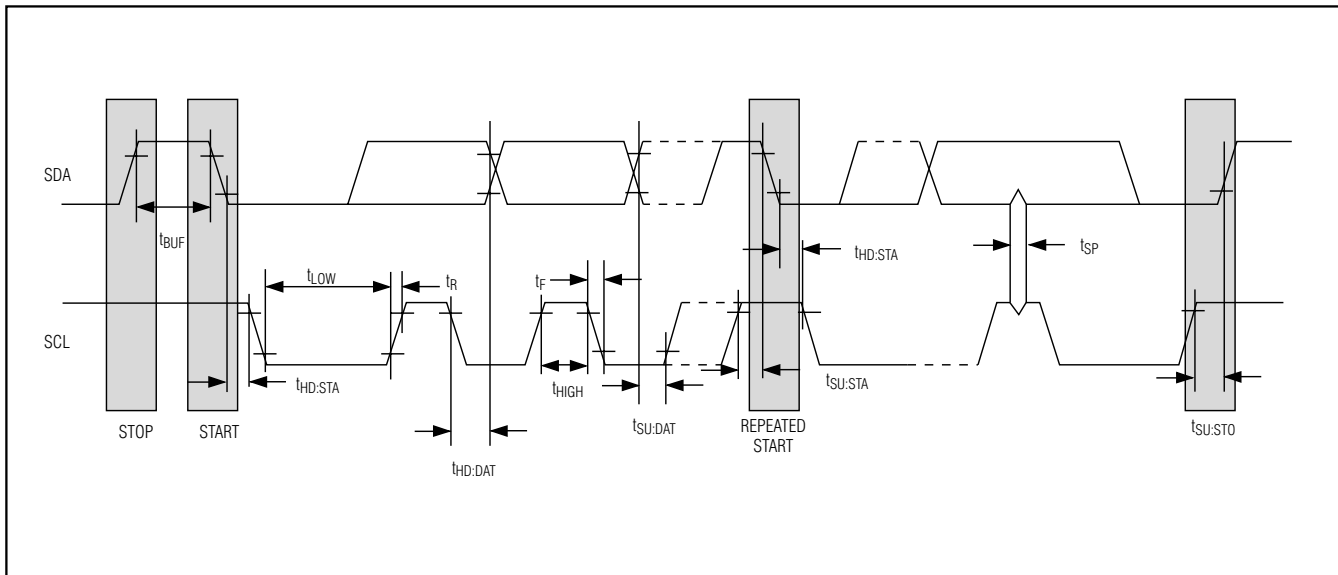 SDA
tBUF
tLOW
tR
tF
tHD:STA
tSP
SCL
tHD:STA
tHIGH
tSU:STA
tSU:DAT
tSU:STO
STOP
START
REPEATED
START
tHD:DAT